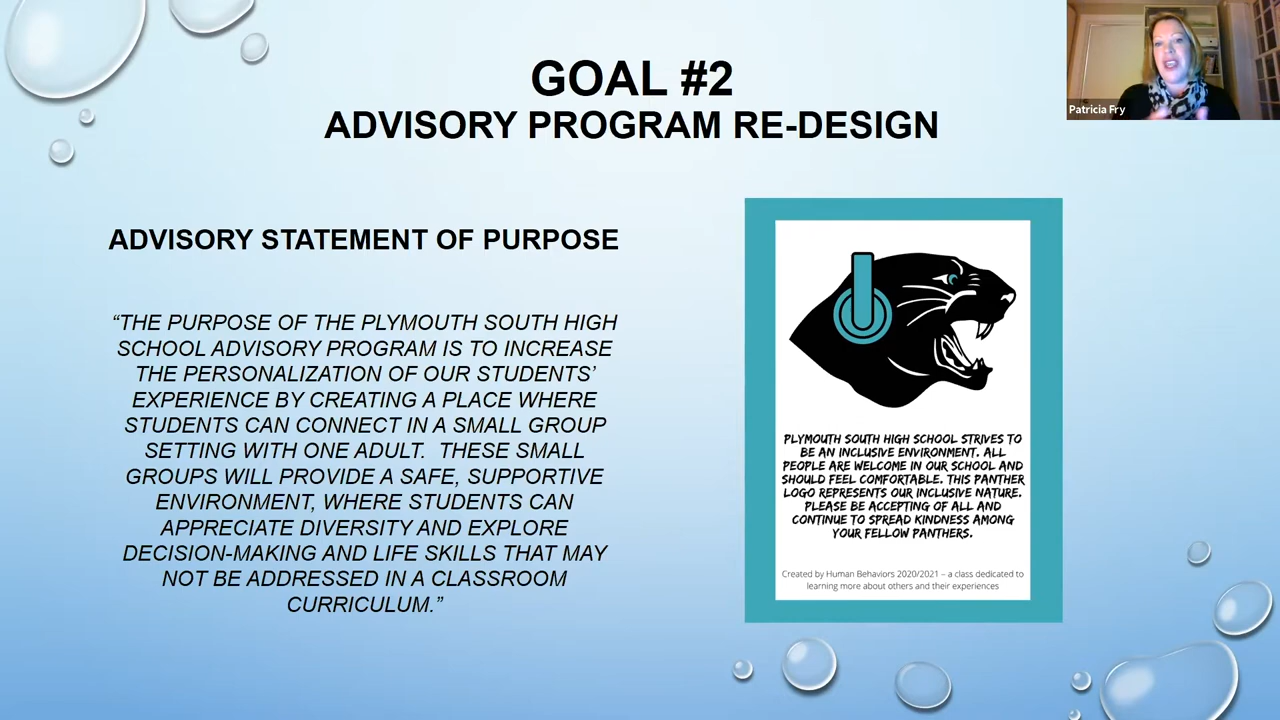 GOAL #2
ADVISORY PROGRAM RE-DESIGN
Patricia Fry
ADVISORY STATEMENT OF PURPOSE
“THE PURPOSE OF THE PLYMOUTH SOUTH HIGH
SCHOOL ADVISORY PROGRAM IS TO INCREASE
THE PERSONALIZATION OF OUR STUDENTS’
EXPERIENCE BY CREATING A PLACE WHERE
STUDENTS CAN CONNECT IN A SMALL GROUP
SETTING WITH ONE ADULT.  THESE SMALL
GROUPS WILL PROVIDE A SAFE, SUPPORTIVE
ENVIRONMENT, WHERE STUDENTS CAN
APPRECIATE DIVERSITY AND EXPLORE
DECISION-MAKING AND LIFE SKILLS THAT MAY
NOT BE ADDRESSED IN A CLASSROOM
CURRICULUM.”
PLYMOUTH SOUTH HIGH SCHOOL STRIVES TO
BE AN INCLUSIVE ENVIRONMENT. ALL
PEOPLE ARE WELCOME IN OUR SCHOOL AND
SHOULD FEEL COMFORTABLE. THIS PANTHER
LOGO REPRESENTS OUR INCLUSIVE NATURE.
PLEASE BE ACCEPTING OF ALL AND
CONTINUE TO SPREAD KINDNESS AMONG
YOUR FELLOW PANTHERS.
Created by Human Behaviors 2020/2021 – a class dedicated to
learning more about others and their experiences